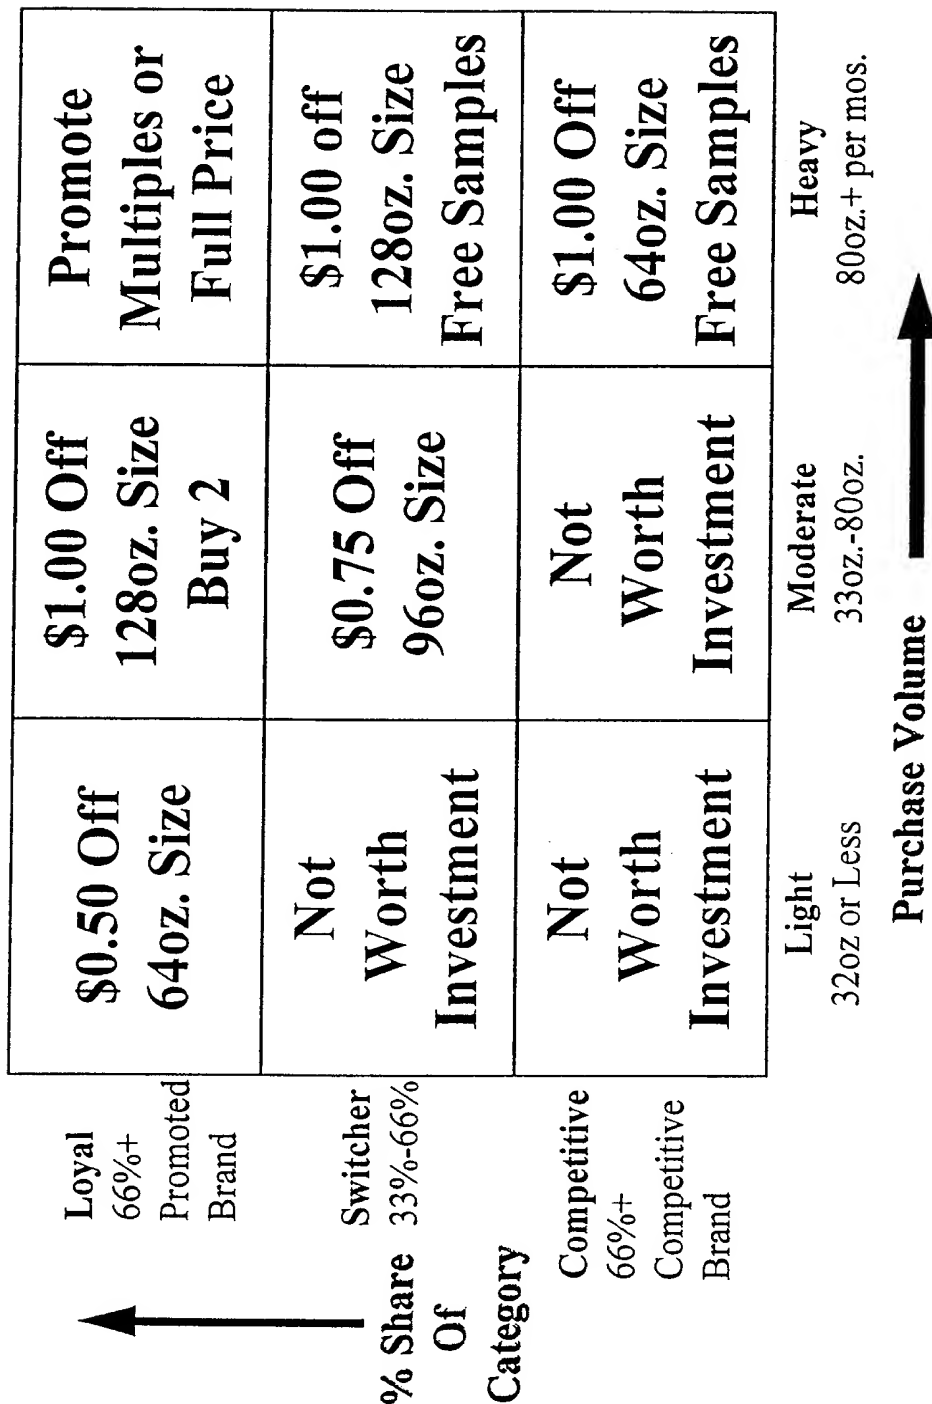 % Share
Of
Category
Loyal
66%+
Promoted
Brand
$0.50 Off
64oz. Size
$1.00 Off
128oz. Size
Buy 2
Promote
Multiples or
Full Price
Switcher
33%-66%
Not
Worth
Investment
$0.75 Off
96oz. Size
$1.00 off
128oz. Size
Free Samples
Competitive
66%+
Competitive
Brand
Not
Worth
Investment
Not
Worth
Investment
$1.00 Off
64oz. Size
Free Samples
Light
32oz or Less
Moderate
33oz.-80oz.
Heavy
80oz.+ per mos.
Purchase Volume